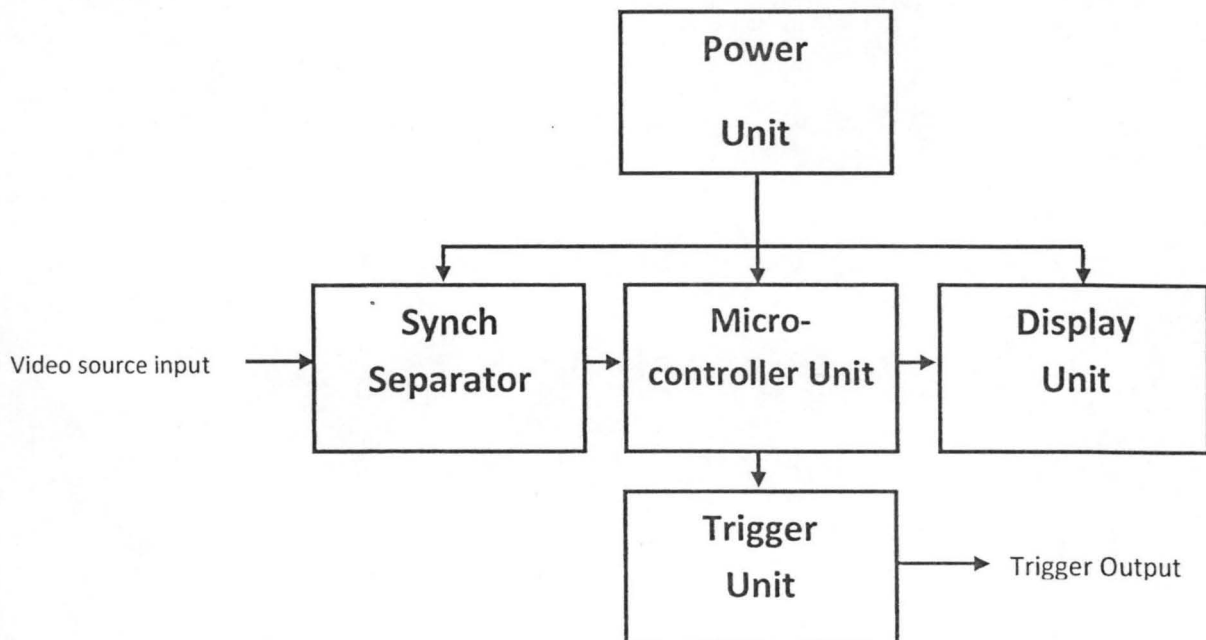 Power
Unit
Synch
Separator
Micro-
controller Unit
Display
Unit
Video source input
Trigger
Unit
Trigger Output